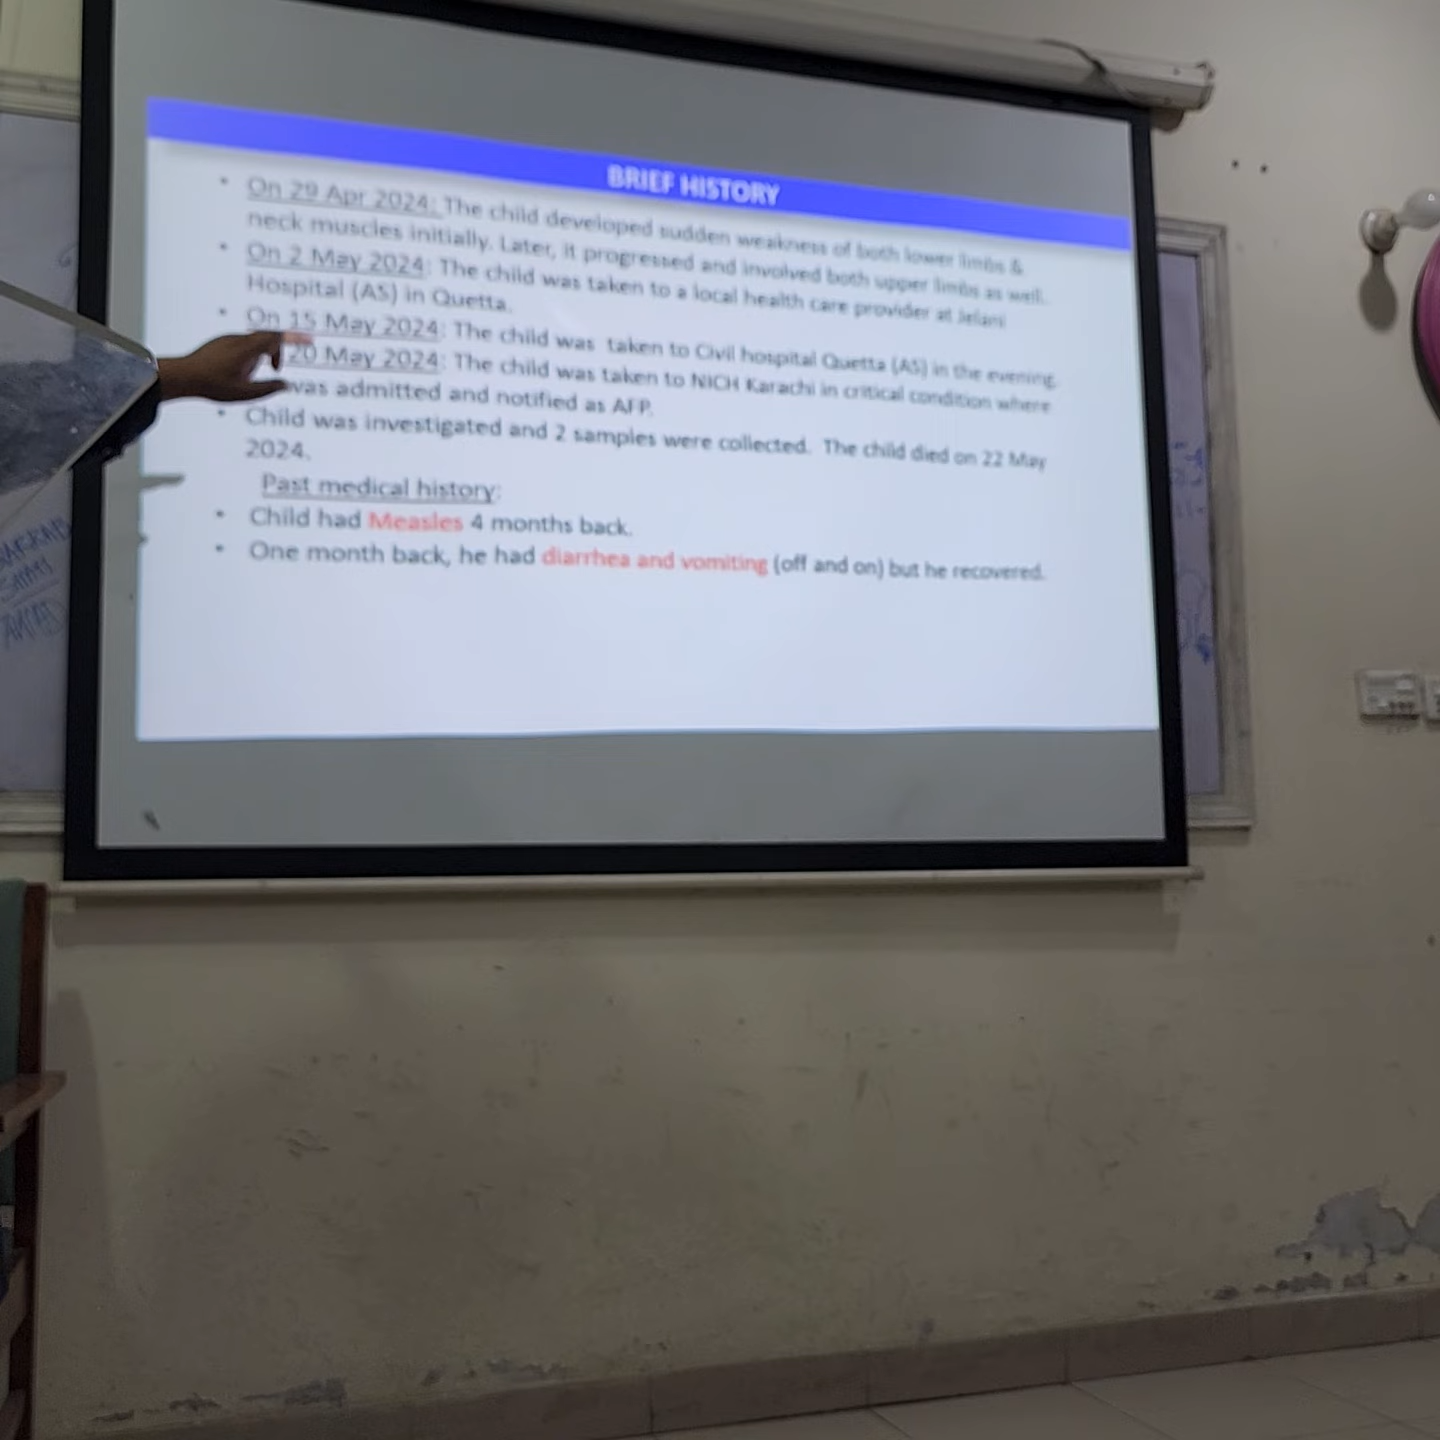 BRIEF HISTORY
• On 29 Apr 2024: The child developed sudden weakness of both lower limbs &
neck muscles initially. Later, it progressed and involved both upper limbs as well.
• On 2 May 2024: The child was taken to a local health care provider at Jelani
Hospital (AS) in Quetta.
• On 15 May 2024: The child was taken to Civil hospital Quetta (AS) in the evening.
20 May 2024: The child was taken to NICH Karachi in critical condition where
was admitted and notified as AFP.
• Child was investigated and 2 samples were collected. The child died on 22 May
2024.
Past medical history:
• Child had Measles 4 months back.
• One month back, he had diarrhea and vomiting (off and on) but he recovered.